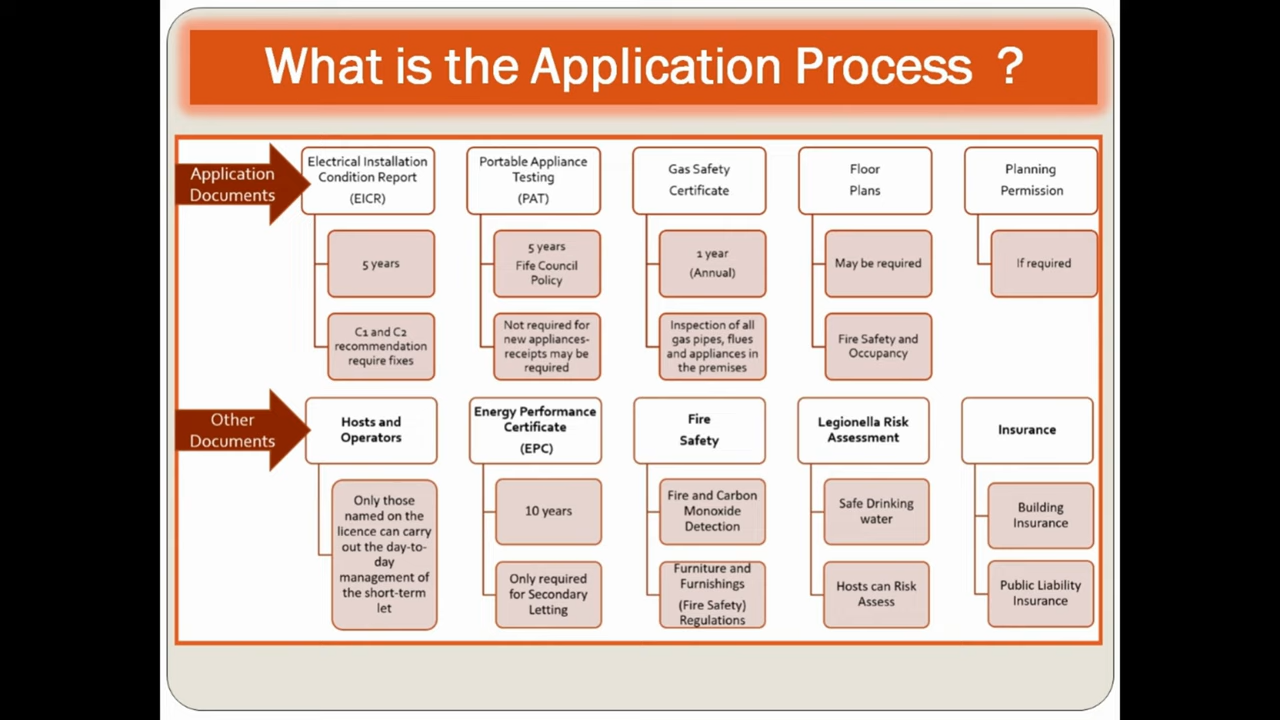 What is the Application Process ?
Application
Documents
Electrical Installation
Condition Report
(EICR)
5 years
C1 and C2
recommendation
require fixes
Portable Appliance
Testing
(PAT)
5 years
Fife Council
Policy
Not required for
new appliances-
receipts may be
required
Gas Safety
Certificate
1 year
(Annual)
Inspection of all
gas pipes, flues
and appliances in
the premises
Floor
Plans
May be required
Fire Safety and
Occupancy
Planning
Permission
If required
Other
Documents
Hosts and
Operators
Only those
named on the
licence can carry
out the day-to-
day
management of
the short-term
let
Energy Performance
Certificate
(EPC)
10 years
Only required
for Secondary
Letting
Fire
Safety
Fire and Carbon
Monoxide
Detection
Furniture and
Furnishings
(Fire Safety)
Regulations
Legionella Risk
Assessment
Safe Drinking
water
Hosts can Risk
Assess
Insurance
Building
Insurance
Public Liability
Insurance